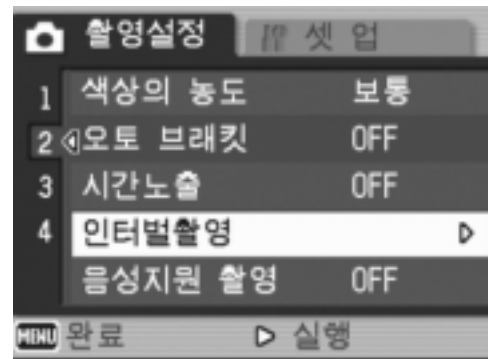 촬영설정 셋 업
1 색상의 농도 보통
2 오토 브래킷 OFF
3 시간노출 OFF
4 인터벌촬영
음성지원 촬영 OFF
MENU 완료 실행